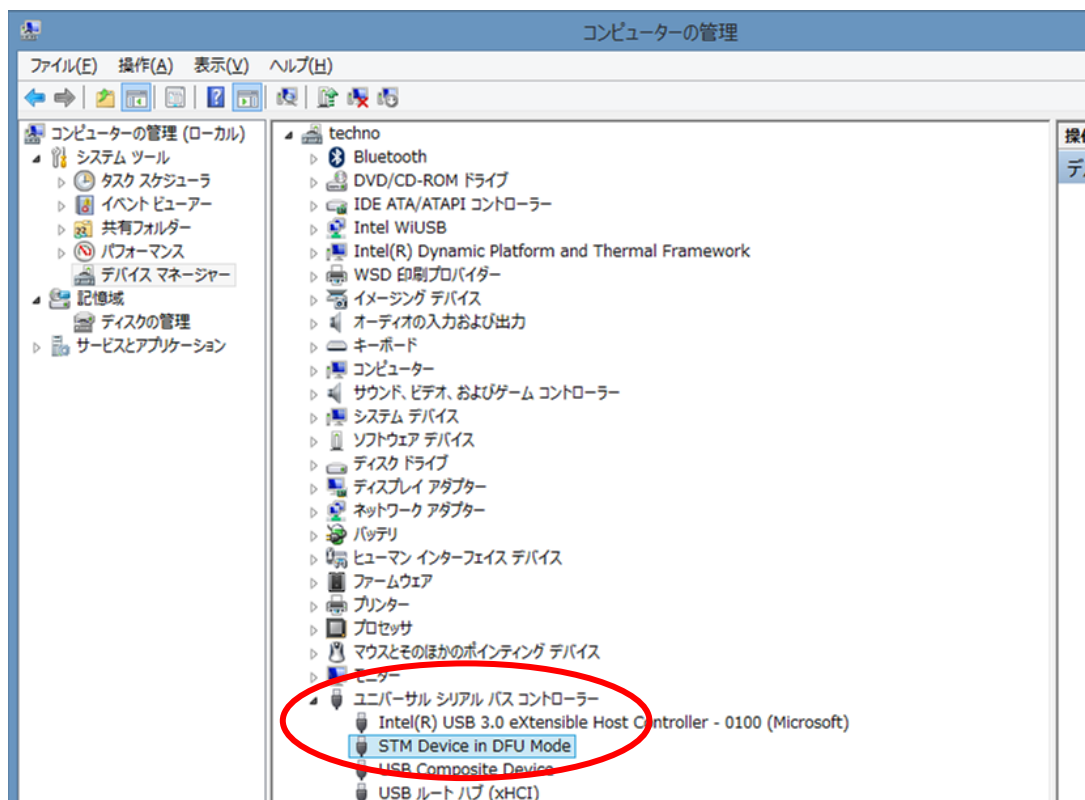 コンピューターの管理
ファイル(F) 操作(A) 表示(V) ヘルプ(H)
コンピューターの管理 (ローカル)
システム ツール
タスク スケジューラ
イベント ビューアー
共有フォルダー
パフォーマンス
デバイス マネージャー
記憶域
ディスクの管理
サービスとアプリケーション
techno
Bluetooth
DVD/CD-ROM ドライブ
IDE ATA/ATAPI コントローラー
Intel WiUSB
Intel(R) Dynamic Platform and Thermal Framework
WSD 印刷プロバイダー
イメージング デバイス
オーディオの入力および出力
キーボード
コンピューター
サウンド、ビデオ、およびゲーム コントローラー
システム デバイス
ソフトウェア デバイス
ディスク ドライブ
ディスプレイ アダプター
ネットワーク アダプター
バッテリ
ヒューマン インターフェイス デバイス
ファームウェア
プリンター
プロセッサ
マウスとそのほかのポインティング デバイス
モニター
ユニバーサル シリアル バス コントローラー
Intel(R) USB 3.0 eXtensible Host Controller - 0100 (Microsoft)
STM Device in DFU Mode
USB Composite Device
USB ルート ハブ (xHCI)